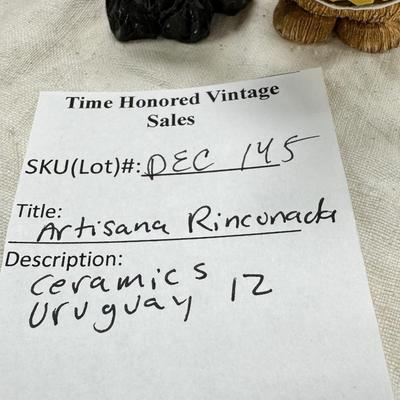 Time Honored Vintage
Sales
SKU(Lot)#: DEC 145
Title:
Artisana Rinconada
Description:
Ceramics
Uruguay 12